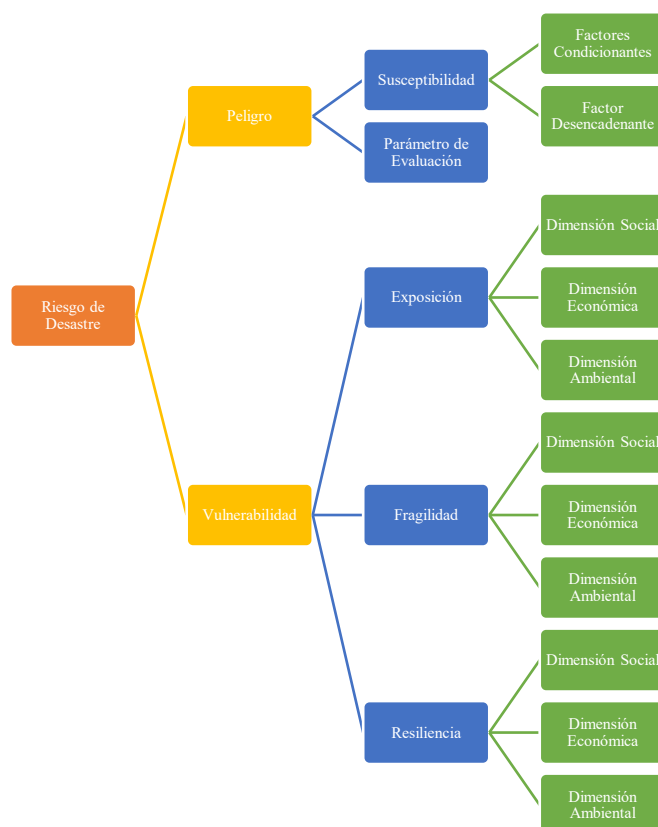 Factores
Condicionantes
Susceptibilidad
Factor
Desencadenante
Peligro
Parámetro de
Evaluación
Riesgo de
Desastre
Dimensión Social
Exposición
Dimensión
Económica
Dimensión
Ambiental
Vulnerabilidad
Dimensión Social
Fragilidad
Dimensión
Económica
Dimensión
Ambiental
Dimensión Social
Resiliencia
Dimensión
Económica
Dimensión
Ambiental